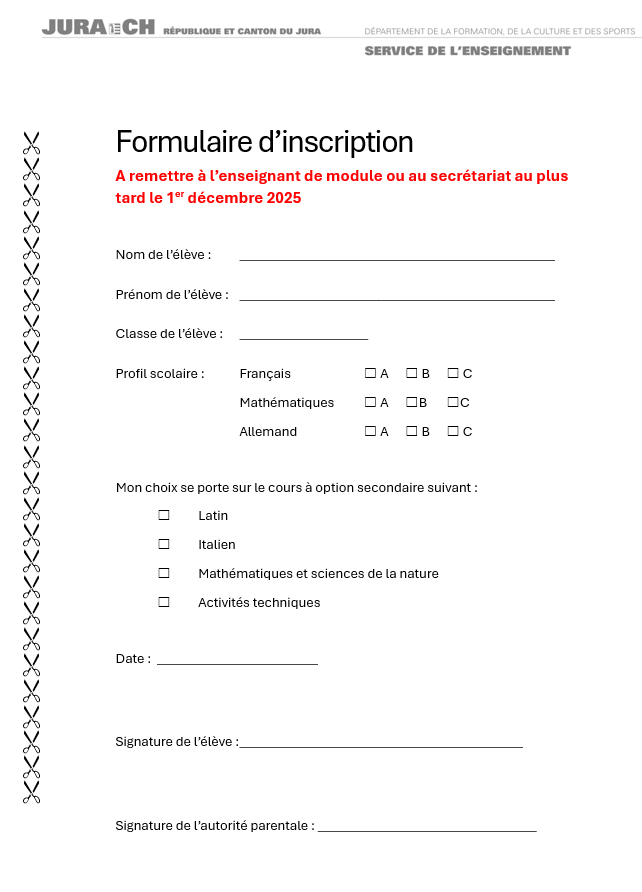 JURA CH RÉPUBLIQUE ET CANTON DU JURA
DÉPARTEMENT DE LA FORMATION, DE LA CULTURE ET DES SPORTS
SERVICE DE L'ENSEIGNEMENT
Formulaire d'inscription
A remettre à l'enseignant de module ou au secrétariat au plus
tard le 1er décembre 2025
Nom de l'élève : ____________________
Prénom de l'élève : ____________________
Classe de l'élève : ____________________
Profil scolaire : Français ☐ A ☐ B ☐ C
Mathématiques ☐ A ☐B ☐C
Allemand ☐ A ☐ B ☐ C
Mon choix se porte sur le cours à option secondaire suivant :
☐ Latin
☐ Italien
☐ Mathématiques et sciences de la nature
☐ Activités techniques
Date : ____________________
Signature de l'élève :____________________
Signature de l'autorité parentale : ____________________